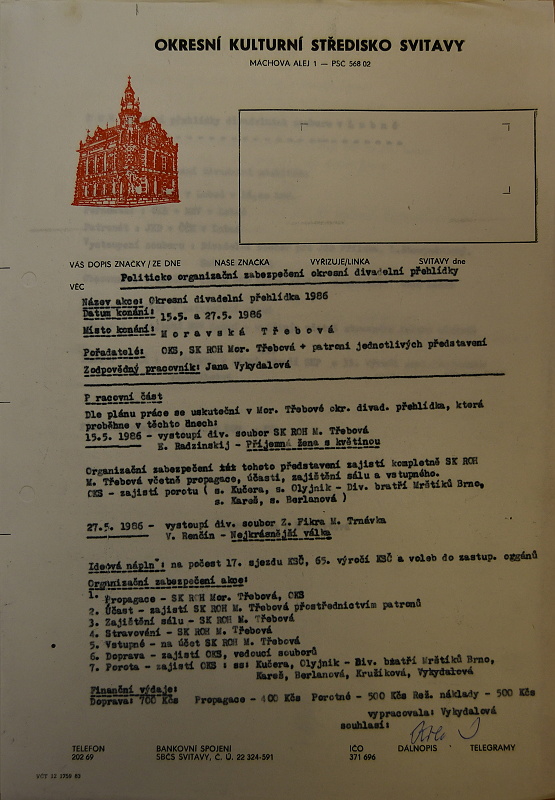 OKRESNÍ KULTURNÍ STŘEDISKO SVITAVY
MÁCHOVA ALEJ 1 — PSČ 568 02
VÁŠ DOPIS ZNAČKY/ZE DNE NAŠE ZNAČKA VYŘIZUJE/LINKA SVITAVY dne
VĚC Politicko organizační zabezpečení okresní divadelní přehlídky
Název akce: Okresní divadelní přehlídka 1986
Datum konání: 15.5. a 27.5. 1986
Místo konání: M o r a v s k á T ř e b o v á
Pořadatelé: OKS, SK ROH Mor. Třebová + patroni jednotlivých představení
Zodpovědný pracovník: Jana Vykydalová
P racovní část
Dle plánu práce se uskuteční v Mor. Třebové okr. divad. přehlídka, která
proběhne v těchto dnech:
15.5. 1986 - vystoupí div. soubor SK ROH M. Třebová
E. Radzinskij - Příjemná žena s květinou
Organizační zabezpečení tohoto představení zajistí kompletně SK ROH
M. Třebová včetně propagace, účasti, zajištění sálu a vstupného.
OKS - zajistí porotu ( s. Kučera, s. Olyjnik - Div. bratří Mrštíků Brno,
s. Kareš, s. Berlanová )
27.5. 1986 - vystoupí div. soubor Z. Fikra M. Trnávka
V. Renčín - Nejkrásnější válka
Ideová náplň: na počest 17. sjezdu KSČ, 65. výročí KSČ a voleb do zastup. orgánů
Organizační zabezpečení akce:
1. Propagace - SK ROH Mor. Třebová, OKS
2. Účast - zajistí SK ROH M. Třebová přostřednictvím patronů
3. Zajištění sálu - SK ROH M. Třebová
4. Stravování - SK ROH M. Třebová
5. Vstupné - na účet SK ROH M. Třebová
6. Doprava - zajistí OKS, vedoucí souborů
7. Porota - zajistí OKS : ss: Kučera, Olyjnik - Div. bratří Mrštíků Brno,
Kareš, Berlanová, Kružíková, Vykydalová
Finanční výdaje:
Doprava: 700 Kčs Propagace - 400 Kčs Porotné - 500 Kčs Rež. náklady - 500 Kčs
vypracovala: Vykydalová
souhlasí:
TELEFON BANKOVNÍ SPOJENÍ IČO DÁLNOPIS TELEGRAMY
202 69 SBČS SVITAVY, Č. Ú. 22 324-591 371 696
VČT 12 1759 83